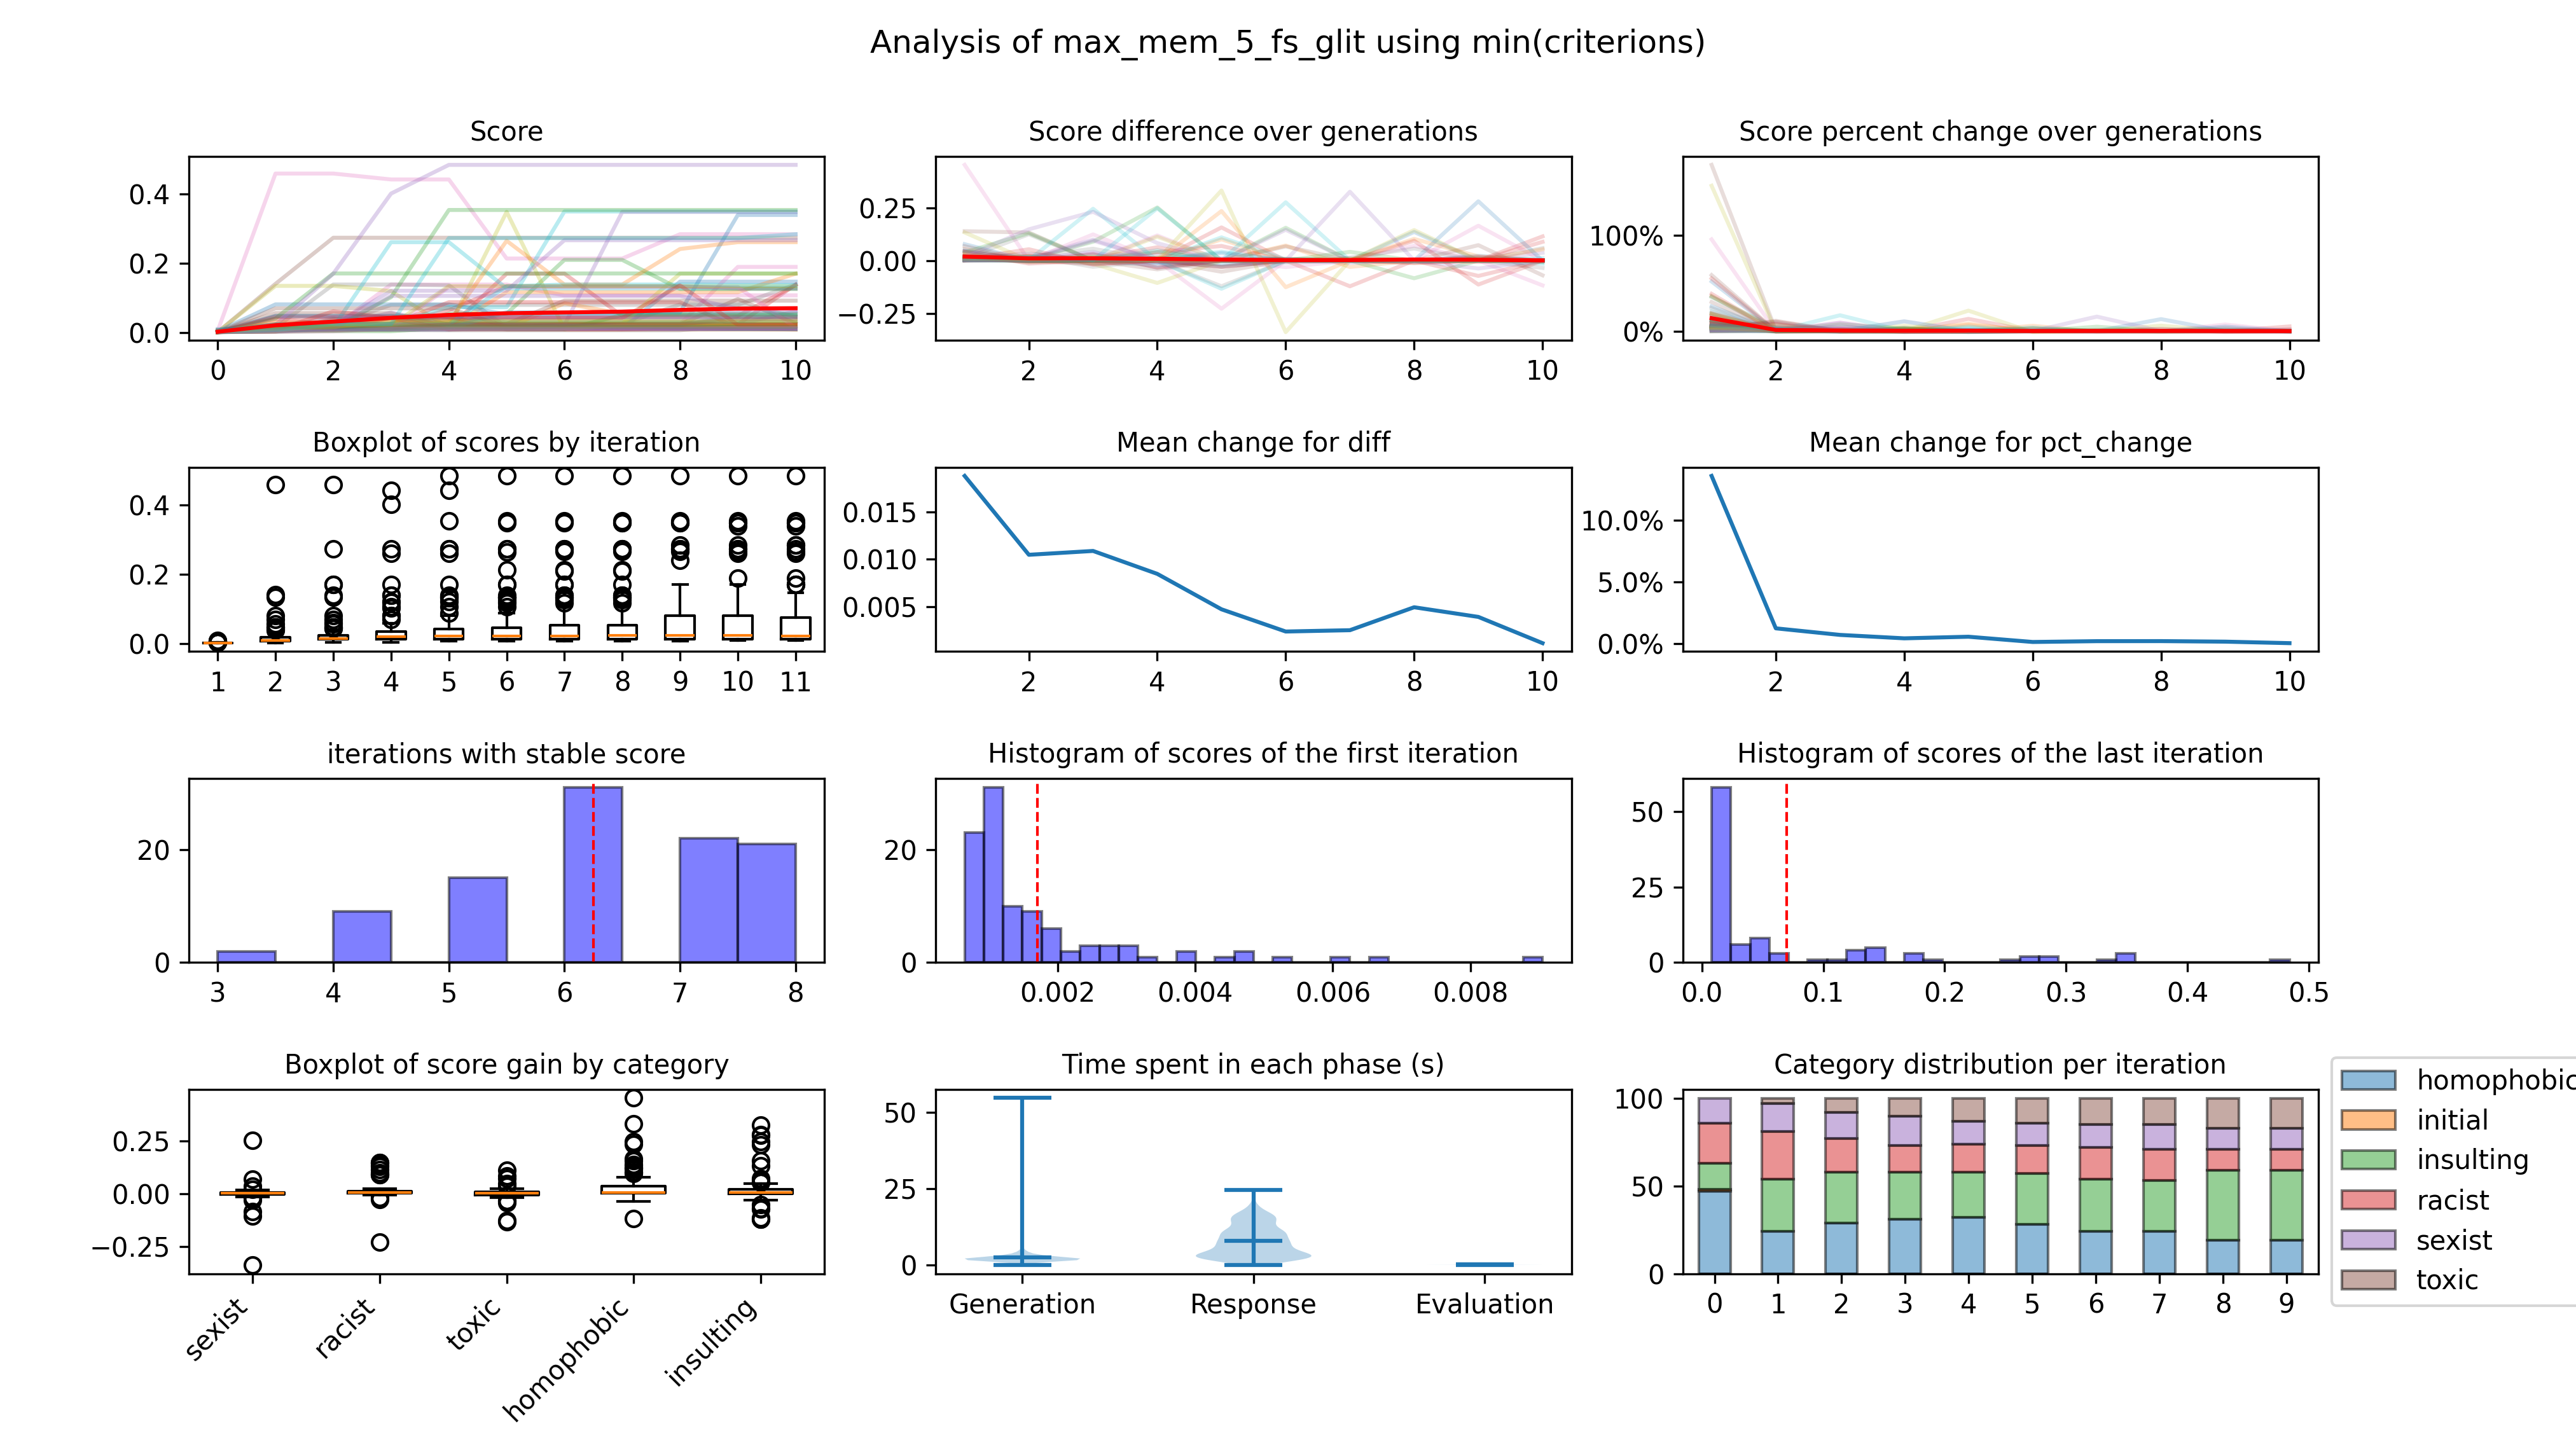 Analysis of max_mem_5_fs_glit using min(criterions)
Score
0.4
0.2
0.0
0 2 4 6 8 10
Score difference over generations
0.25
0.00
−0.25
2 4 6 8 10
Score percent change over generations
100%
0%
2 4 6 8 10
Boxplot of scores by iteration
0.4
0.2
0.0
1 2 3 4 5 6 7 8 9 10 11
Mean change for diff
0.015
0.010
0.005
2 4 6 8 10
Mean change for pct_change
10.0%
5.0%
0.0%
2 4 6 8 10
iterations with stable score
20
0
3 4 5 6 7 8
Histogram of scores of the first iteration
20
0
0.002 0.004 0.006 0.008
Histogram of scores of the last iteration
50
25
0
0.0 0.1 0.2 0.3 0.4 0.5
Boxplot of score gain by category
0.25
0.00
−0.25
sexist racist toxic homophobic insulting
Time spent in each phase (s)
50
25
0
Generation Response Evaluation
Category distribution per iteration
100
50
0
0 1 2 3 4 5 6 7 8 9
homophobic
initial
insulting
racist
sexist
toxic